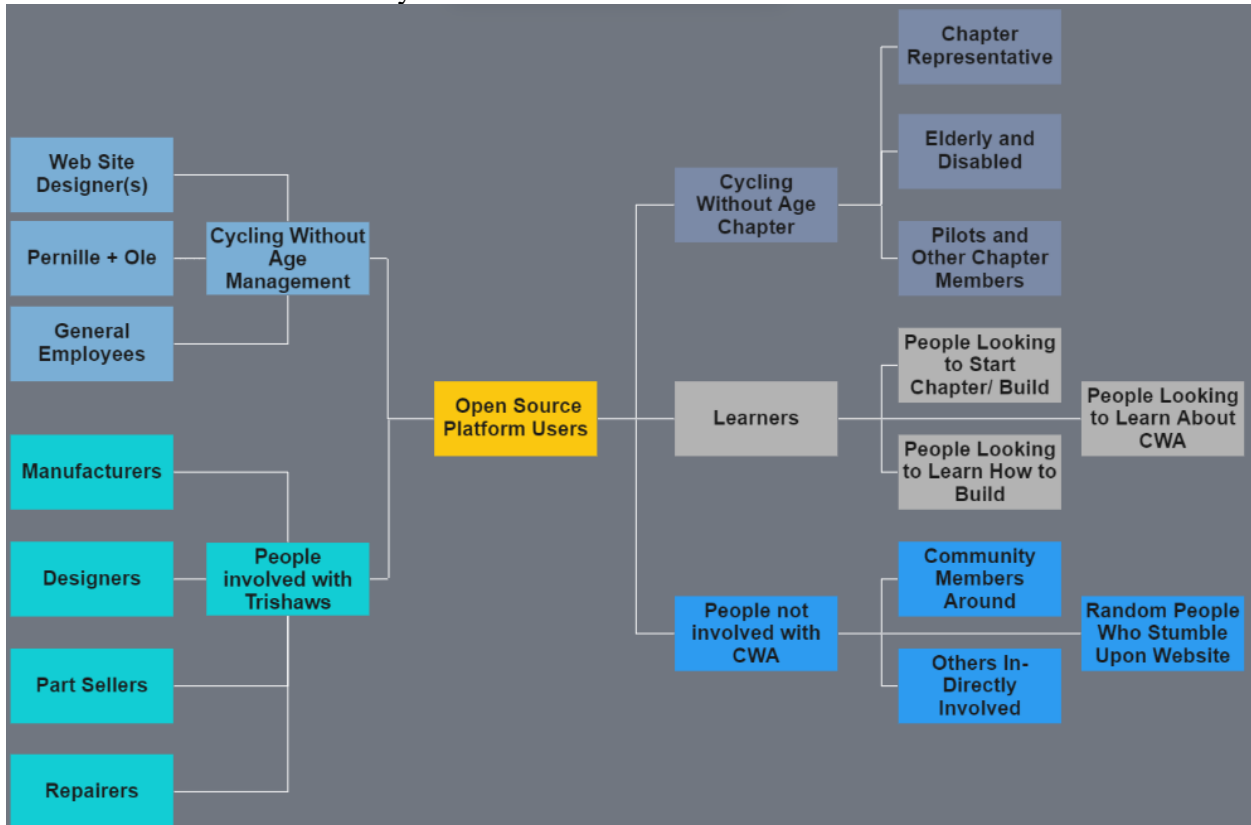 Web Site
Designer(s)
Pernille + Ole
General
Employees
Cycling Without
Age
Management
Manufacturers
Designers
Part Sellers
Repairers
People
involved with
Trishaws
Open Source
Platform Users
Cycling
Without Age
Chapter
Chapter
Representative
Elderly and
Disabled
Pilots and
Other Chapter
Members
Learners
People Looking
to Start
Chapter/ Build
People Looking
to Learn How to
Build
People Looking
to Learn About
CWA
People not
involved with
CWA
Community
Members
Around
Others In-
Directly
Involved
Random People
Who Stumble
Upon Website